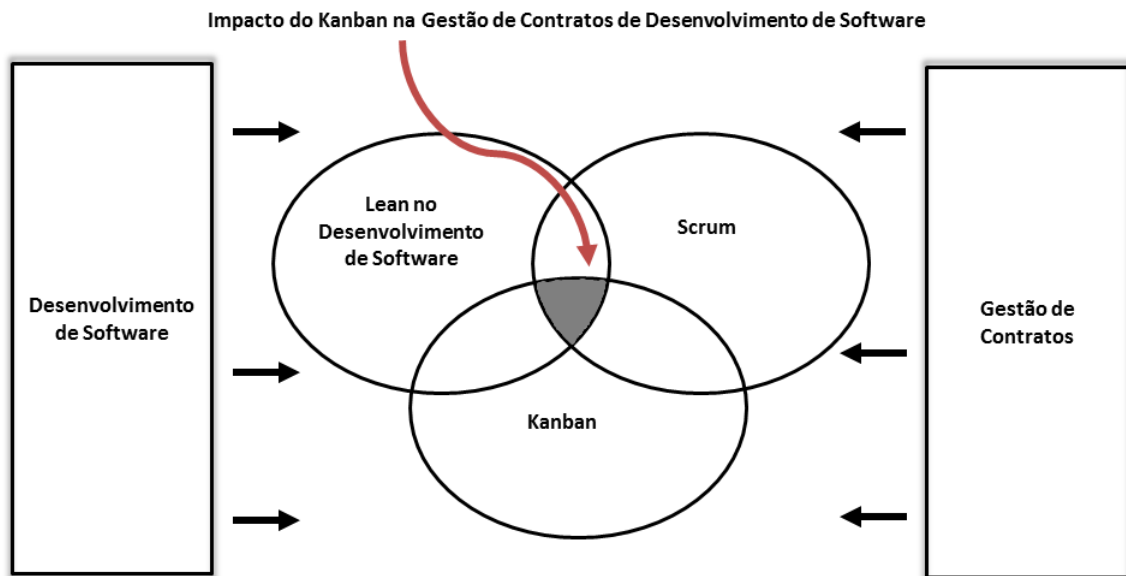 Impacto do Kanban na Gestão de Contratos de Desenvolvimento de Software
Lean no
Desenvolvimento
de Software
Scrum
Desenvolvimento
de Software
Gestão de
Contratos
Kanban